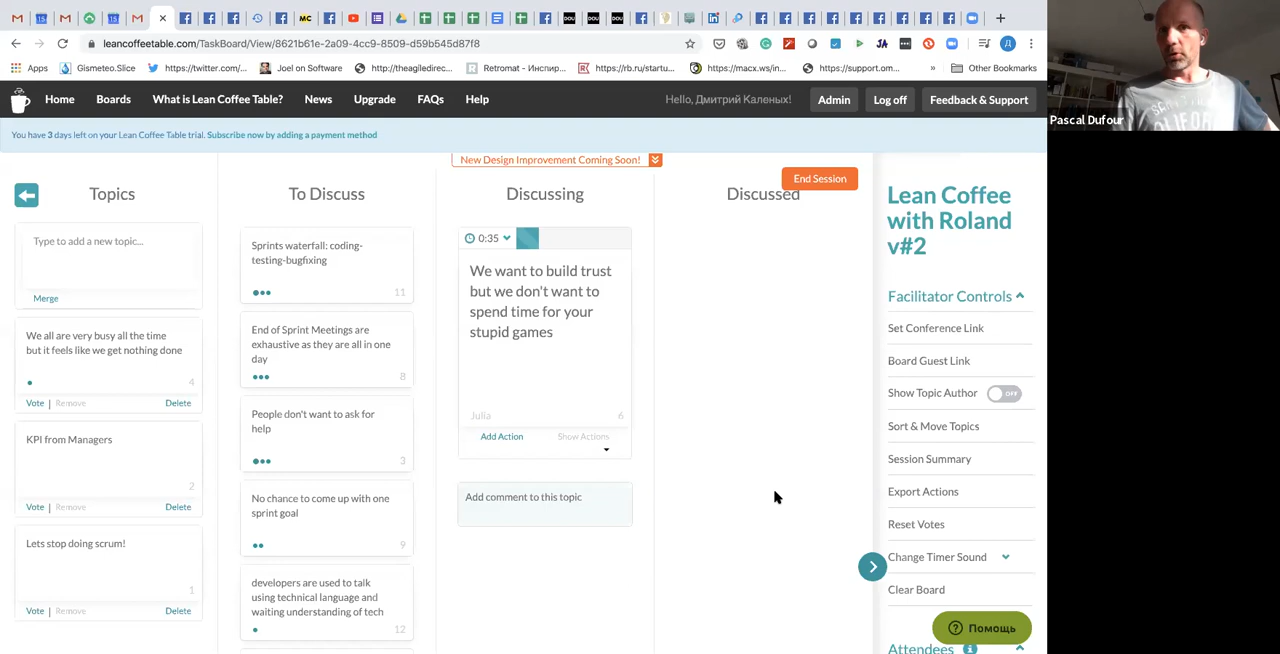 leancoffeetable.com/TaskBoard/View/8621b61e-2a09-4cc9-8509-d59b545d87f8
Apps
Gismeteo.Slice
https://twitter.com/...
Joel on Software
http://theagiledirec...
Retromat - Инспир...
https://rb.ru/startu...
https://macx.ws/in...
https://support.om...
»
Other Bookmarks
Home
Boards
What is Lean Coffee Table?
News
Upgrade
FAQs
Help
Hello, Дмитрий Каленых!
Admin
Log off
Feedback & Support
Pascal Dufour
You have 3 days left on your Lean Coffee Table trial. Subscribe now by adding a payment method
New Design Improvement Coming Soon!
End Session
Topics
Type to add a new topic...
Merge
We all are very busy all the time
but it feels like we get nothing done
4
Vote | Remove
Delete
KPI from Managers
2
Vote | Remove
Delete
Lets stop doing scrum!
1
Vote | Remove
Delete
To Discuss
Sprints waterfall: coding-
testing-bugfixing
11
End of Sprint Meetings are
exhaustive as they are all in one
day
8
People don't want to ask for
help
3
No chance to come up with one
sprint goal
9
developers are used to talk
using technical language and
waiting understanding of tech
12
Discussing
0:35
We want to build trust
but we don't want to
spend time for your
stupid games
Julia
6
Add Action
Show Actions
Add comment to this topic
Discussed
Lean Coffee
with Roland
v#2
Facilitator Controls
Set Conference Link
Board Guest Link
Show Topic Author
OFF
Sort & Move Topics
Session Summary
Export Actions
Reset Votes
Change Timer Sound
Clear Board
Помощь
Attendees